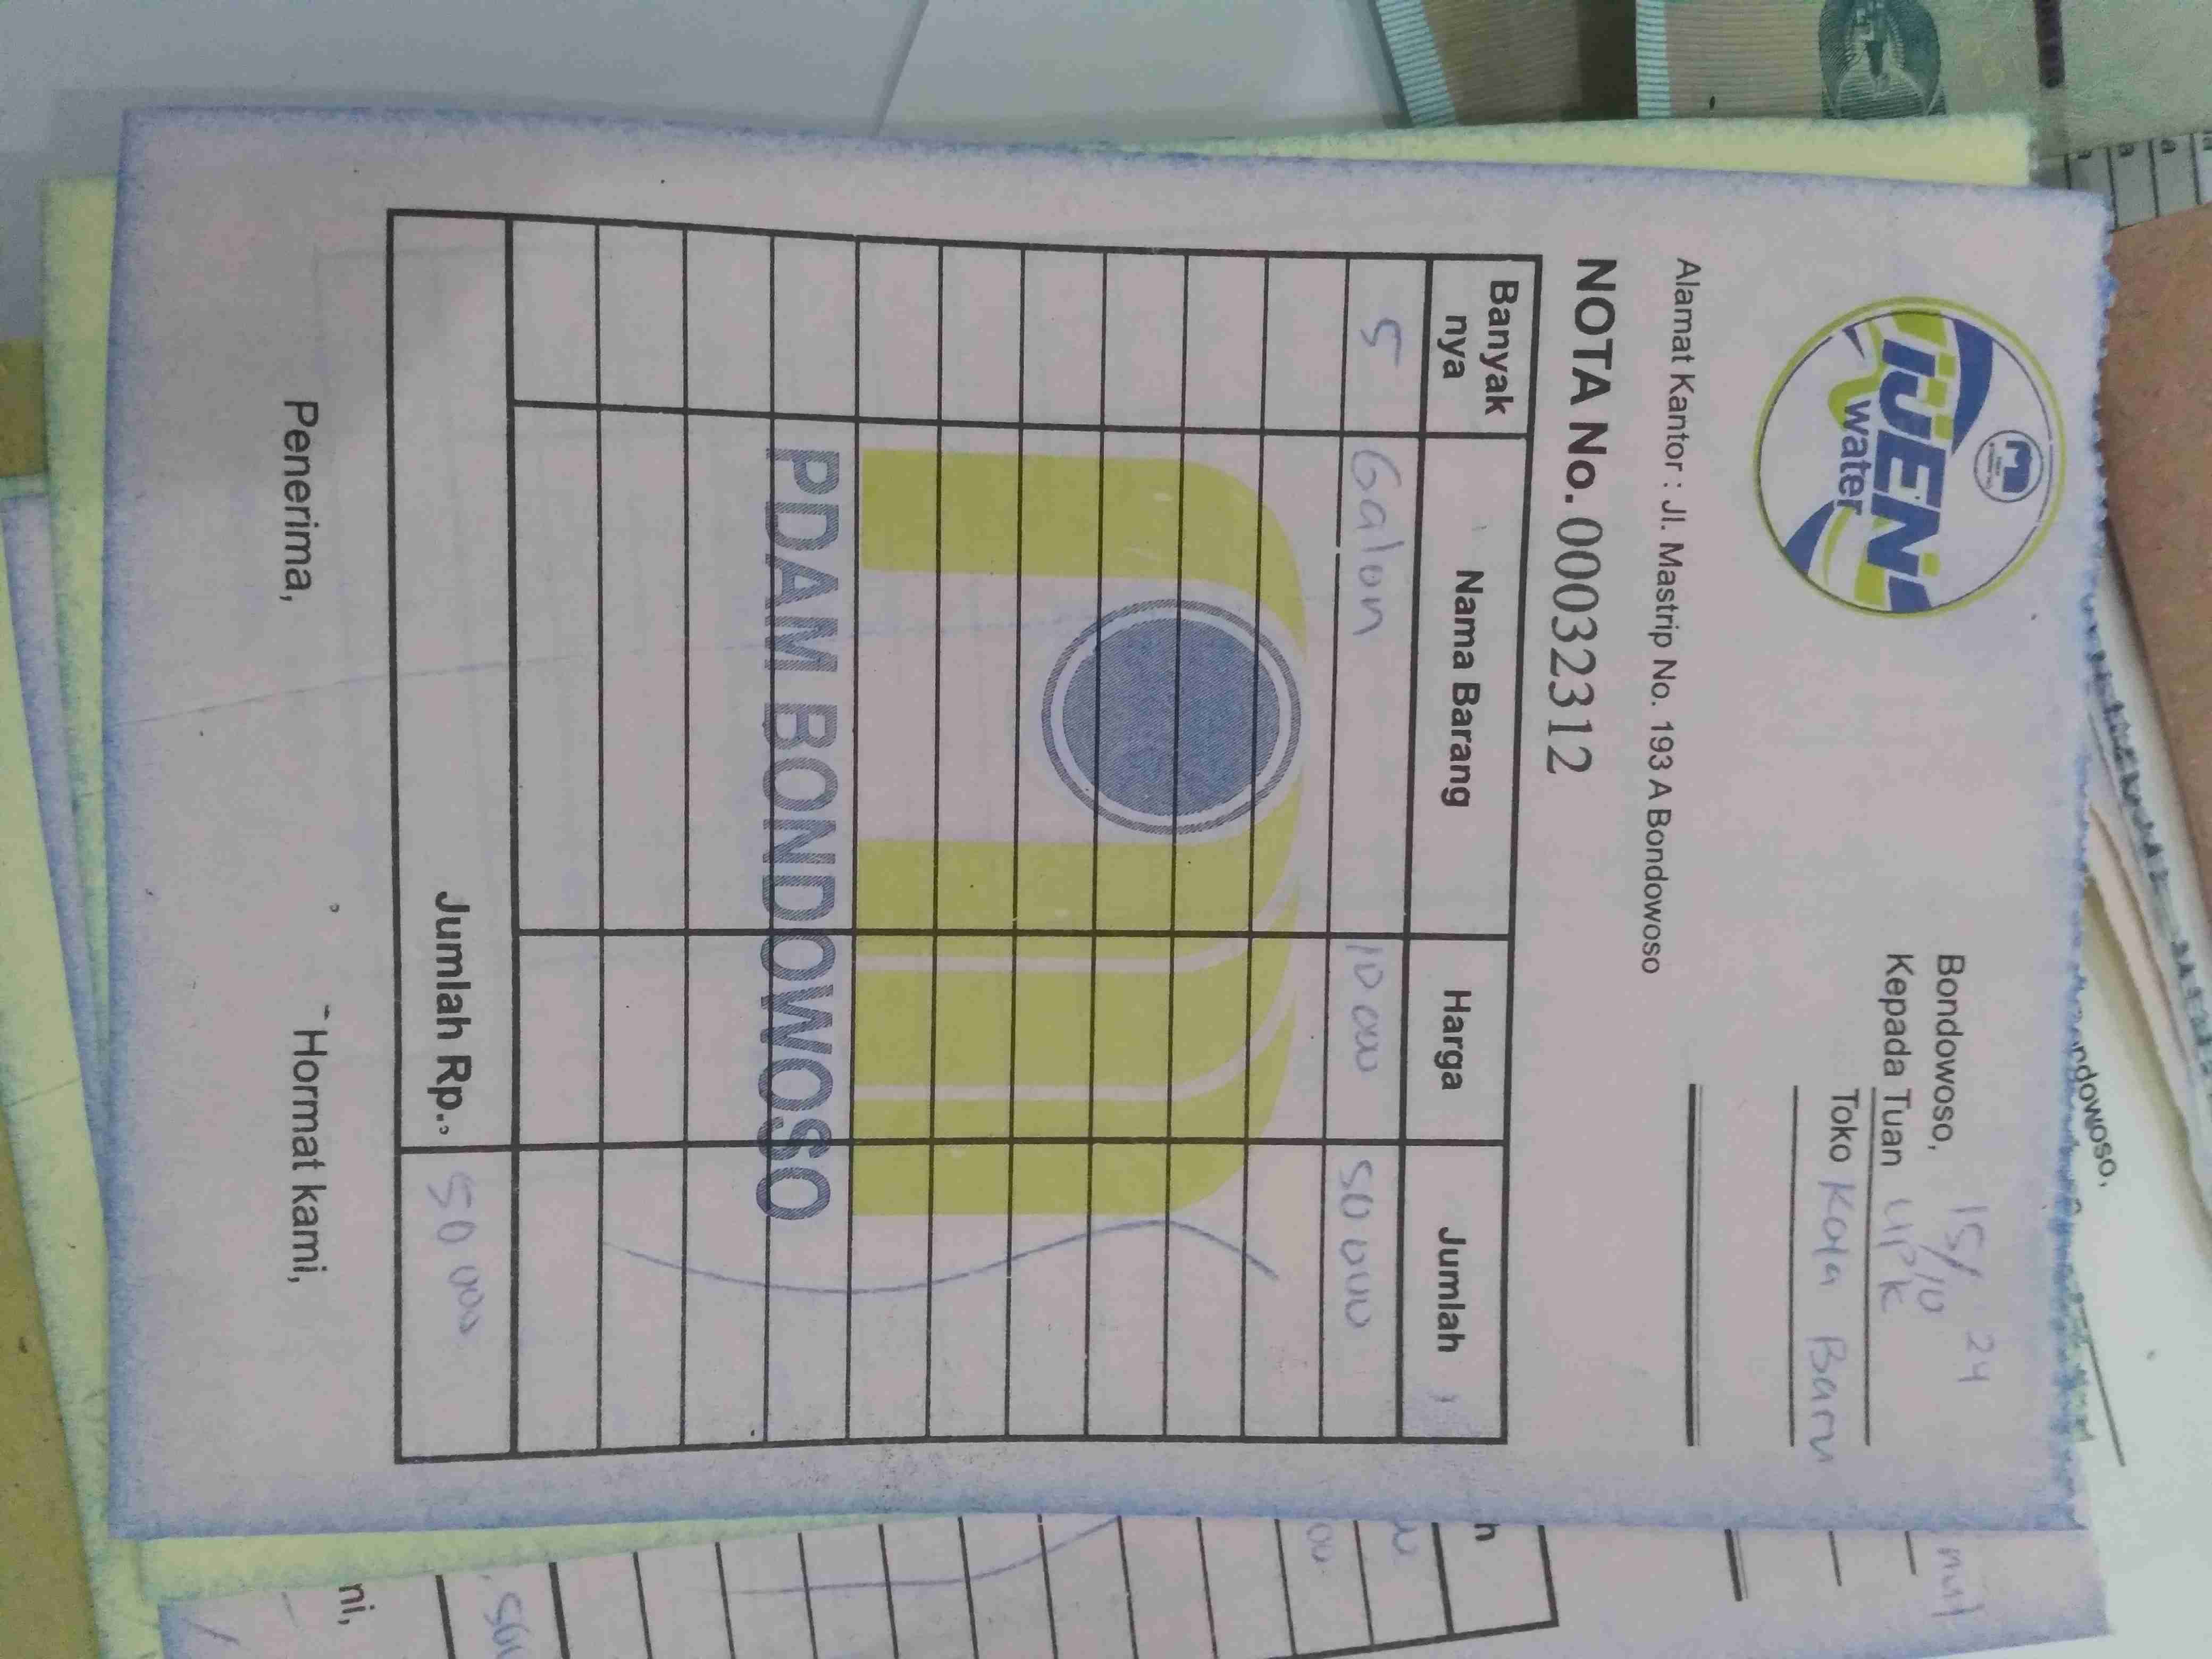 IJEN
water
Bondowoso, 15/10 24
Kepada Tuan UPK
Toko Kota Baru
Alamat Kantor : Jl. Mastrip No. 193 A Bondowoso
NOTA No. 00032312
Banyak nya Nama Barang Harga Jumlah
5 Galon 10 000 50 000
PDAM BONDOWOSO
Jumlah Rp. 50 000
Penerima, Hormat kami,
ndowoso,
h
ni,